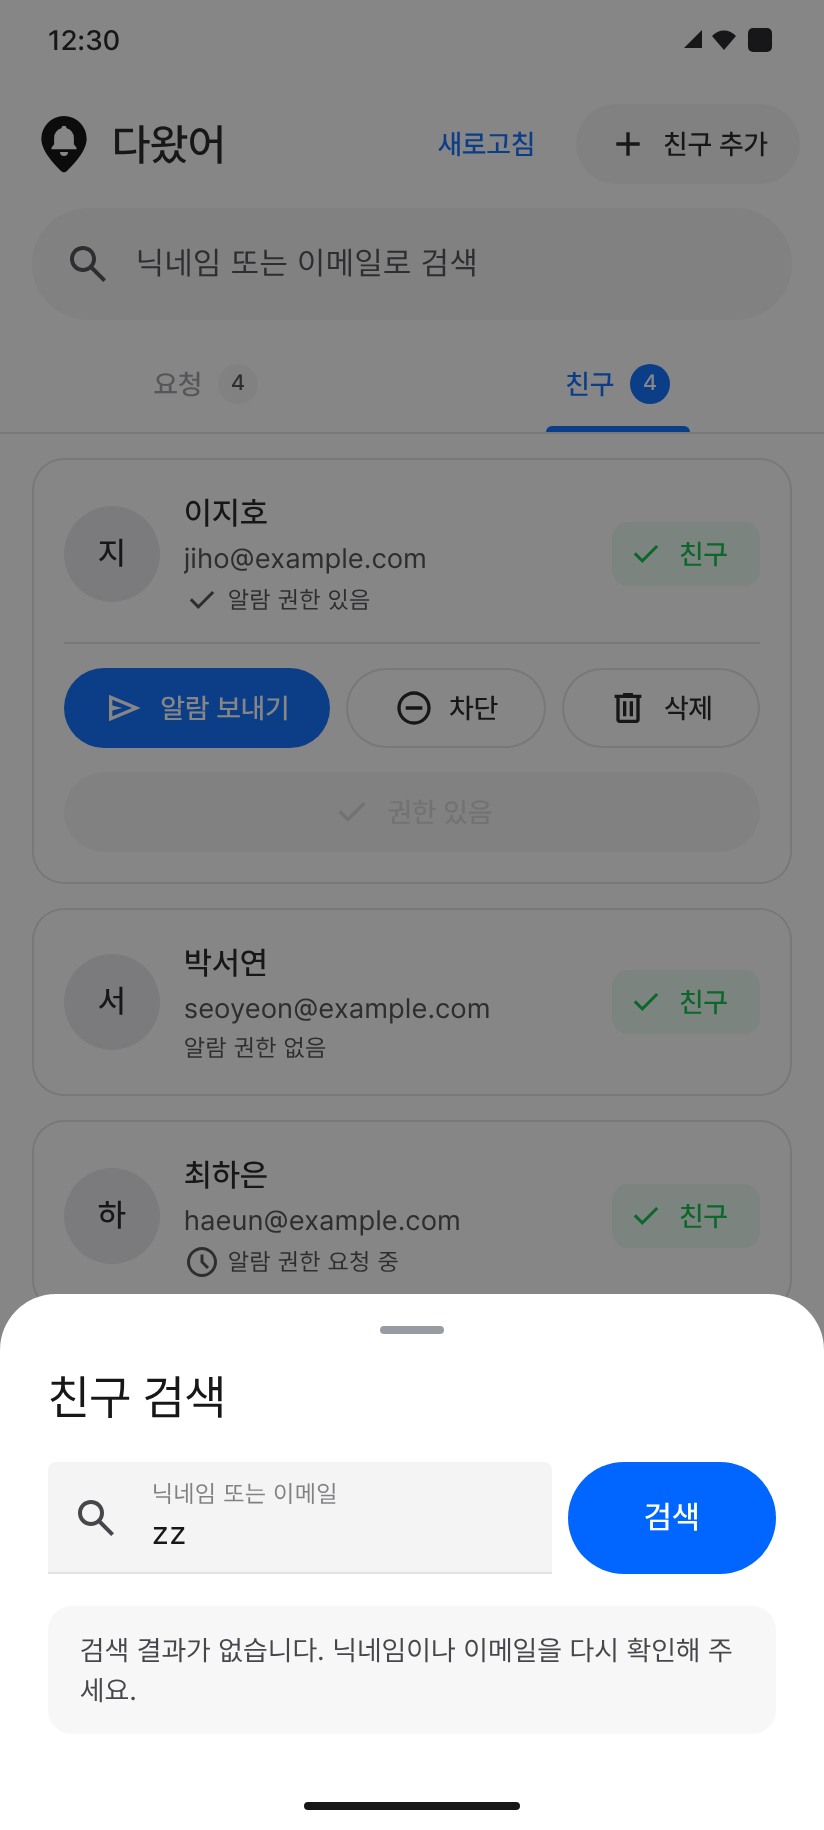 12:30
다왔어
새로고침
친구 추가
닉네임 또는 이메일로 검색
요청 4
친구 4
지
이지호
jiho@example.com
알람 권한 있음
친구
알람 보내기
차단
삭제
권한 있음
서
박서연
seoyeon@example.com
알람 권한 없음
친구
하
최하은
haeun@example.com
알람 권한 요청 중
친구
친구 검색
닉네임 또는 이메일
zz
검색
검색 결과가 없습니다. 닉네임이나 이메일을 다시 확인해 주
세요.